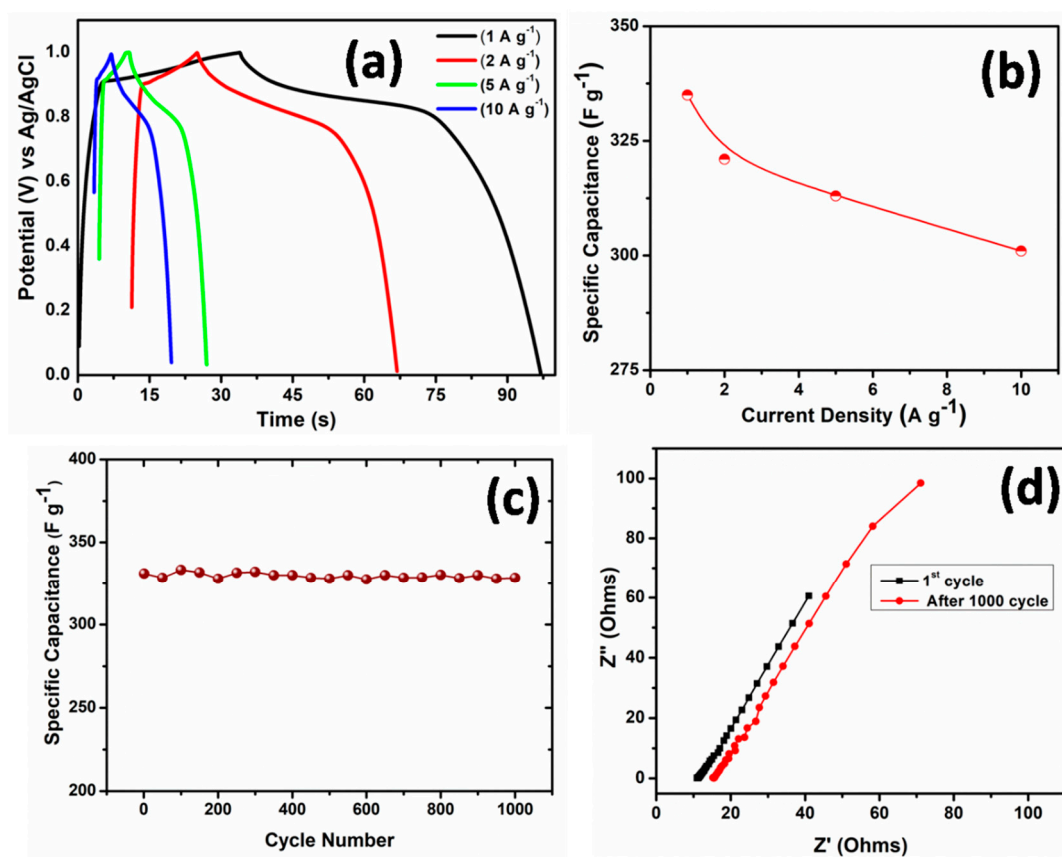 (a)
(1 A g⁻¹)
(2 A g⁻¹)
(5 A g⁻¹)
(10 A g⁻¹)
Potential (V) vs Ag/AgCl
1.0
0.8
0.6
0.4
0.2
0.0
0 15 30 45 60 75 90
Time (s)
(b)
Specific Capacitance (F g⁻¹)
350
325
300
275
0 2 4 6 8 10
Current Density (A g⁻¹)
(c)
Specific Capacitance (F g⁻¹)
400
350
300
250
200
0 200 400 600 800 1000
Cycle Number
(d)
1ˢᵗ cycle
After 1000 cycle
Z" (Ohms)
100
80
60
40
20
0
0 20 40 60 80 100
Z' (Ohms)